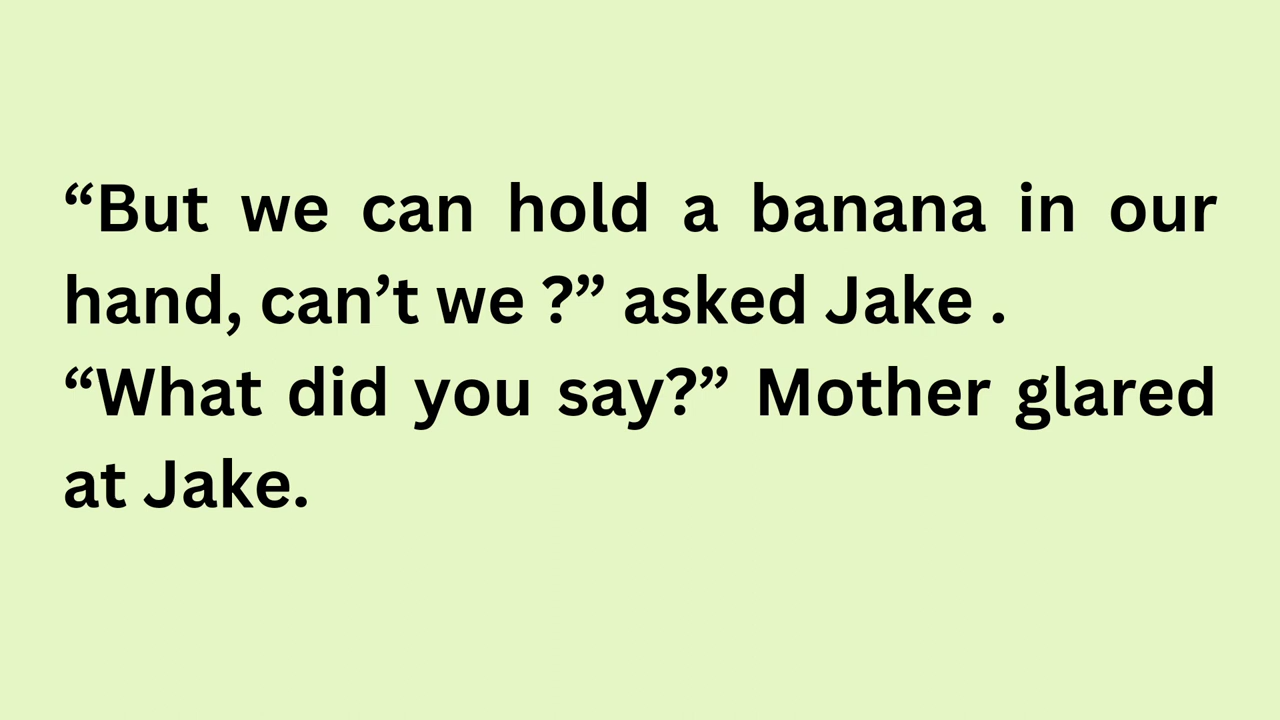 “But we can hold a banana in our
hand, can’t we ?” asked Jake .
“What did you say?” Mother glared
at Jake.